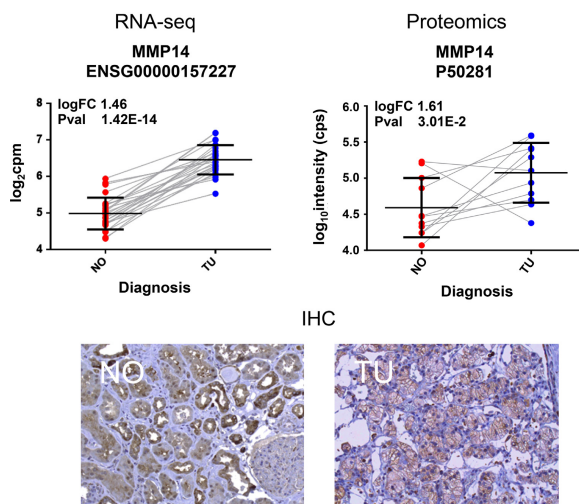 RNA-seq
MMP14
ENSG00000157227
logFC 1.46
Pval 1.42E-14
log2cpm
8
7
6
5
4
NO
TU
Diagnosis
Proteomics
MMP14
P50281
logFC 1.61
Pval 3.01E-2
log10intensity (cps)
6.0
5.5
5.0
4.5
4.0
NO
TU
Diagnosis
IHC
NO
TU